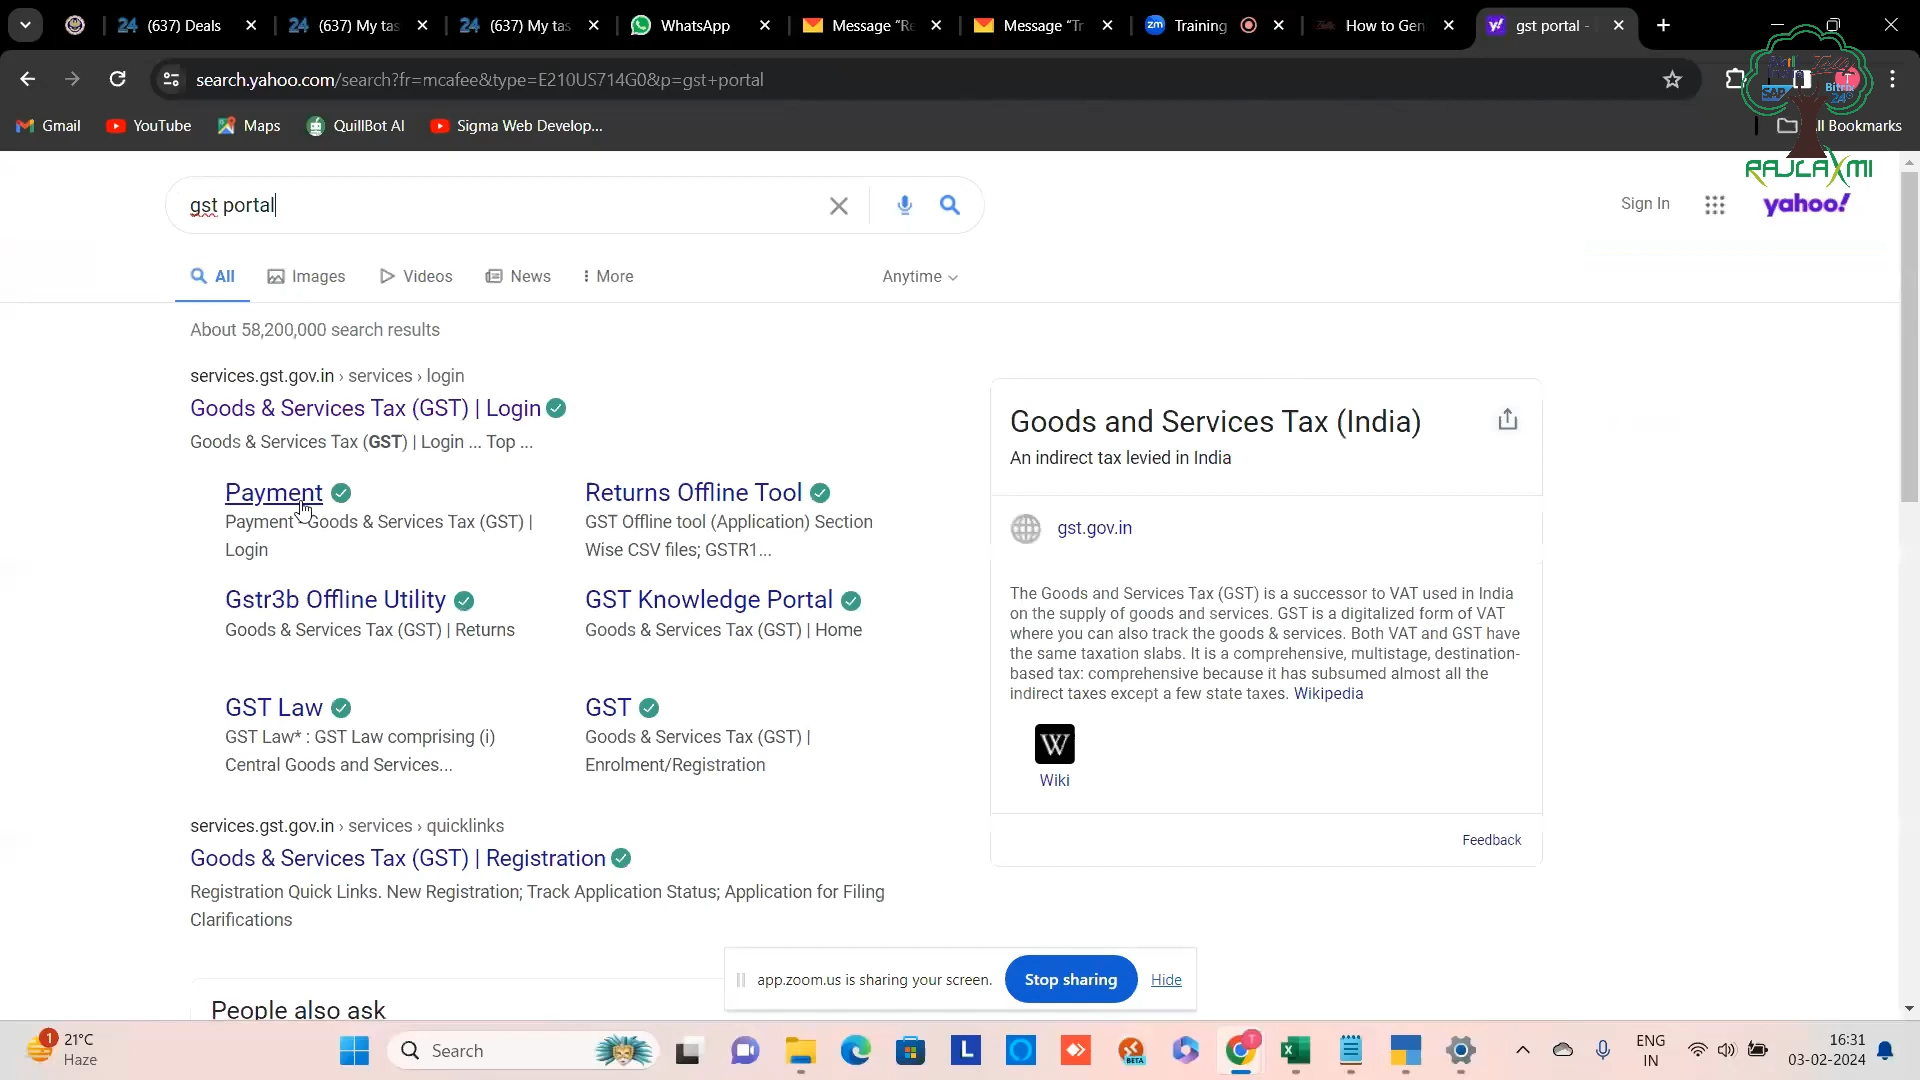 24 (637) Deals
24 (637) My tas
24 (637) My tas
WhatsApp
Message "Re
Message "Tr
zm Training
How to Gen
gst portal -
search.yahoo.com/search?fr=mcafee&type=E210US714G0&p=gst+portal
Gmail
YouTube
Maps
QuillBot AI
Sigma Web Develop...
All Bookmarks
SAP
Bitrix
24
RAJLAXMI
gst portal
Sign In
yahoo!
All
Images
Videos
News
More
Anytime
About 58,200,000 search results
services.gst.gov.in › services › login
Goods & Services Tax (GST) | Login
Goods & Services Tax (GST) | Login ... Top ...
Payment
Payment - Goods & Services Tax (GST) |
Login
Returns Offline Tool
GST Offline tool (Application) Section
Wise CSV files; GSTR1...
Gstr3b Offline Utility
Goods & Services Tax (GST) | Returns
GST Knowledge Portal
Goods & Services Tax (GST) | Home
GST Law
GST Law* : GST Law comprising (i)
Central Goods and Services...
GST
Goods & Services Tax (GST) |
Enrolment/Registration
services.gst.gov.in › services › quicklinks
Goods & Services Tax (GST) | Registration
Registration Quick Links. New Registration; Track Application Status; Application for Filing
Clarifications
People also ask
Goods and Services Tax (India)
An indirect tax levied in India
gst.gov.in
The Goods and Services Tax (GST) is a successor to VAT used in India
on the supply of goods and services. GST is a digitalized form of VAT
where you can also track the goods & services. Both VAT and GST have
the same taxation slabs. It is a comprehensive, multistage, destination-
based tax: comprehensive because it has subsumed almost all the
indirect taxes except a few state taxes. Wikipedia
W
Wiki
Feedback
app.zoom.us is sharing your screen.
Stop sharing
Hide
1
21°C
Haze
Search
L
BETA
T
ENG
IN
16:31
03-02-2024